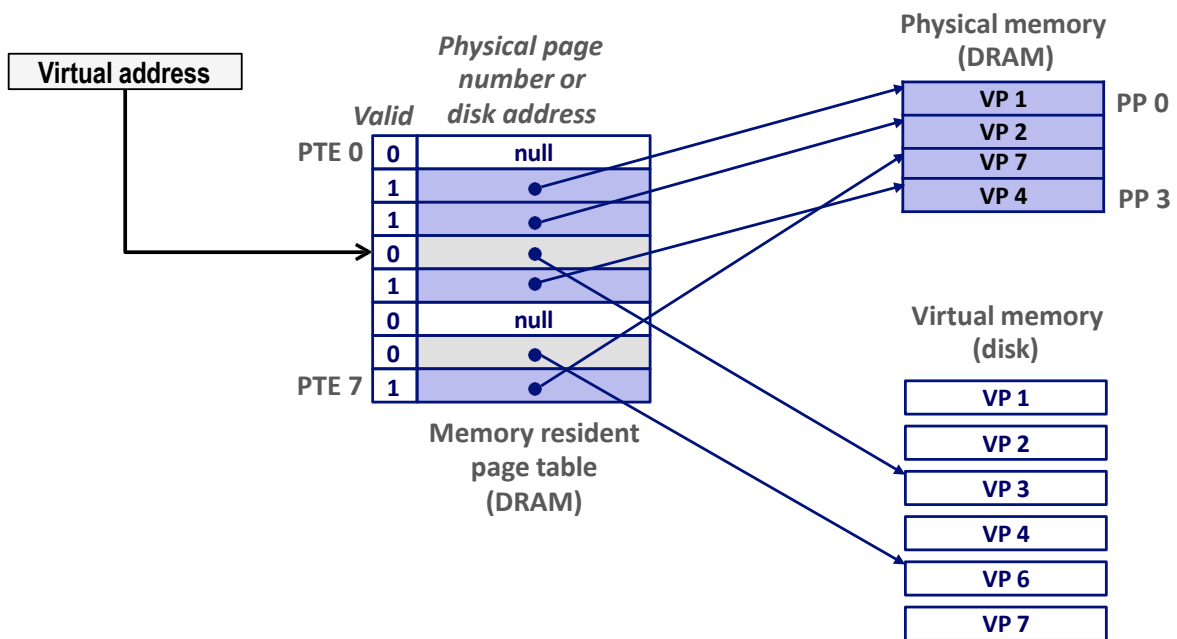 Virtual address
Physical page
number or
disk address
Valid
PTE 0
0
null
1
1
0
1
0
null
0
PTE 7
1
Memory resident
page table
(DRAM)
Physical memory
(DRAM)
VP 1
PP 0
VP 2
VP 7
VP 4
PP 3
Virtual memory
(disk)
VP 1
VP 2
VP 3
VP 4
VP 6
VP 7